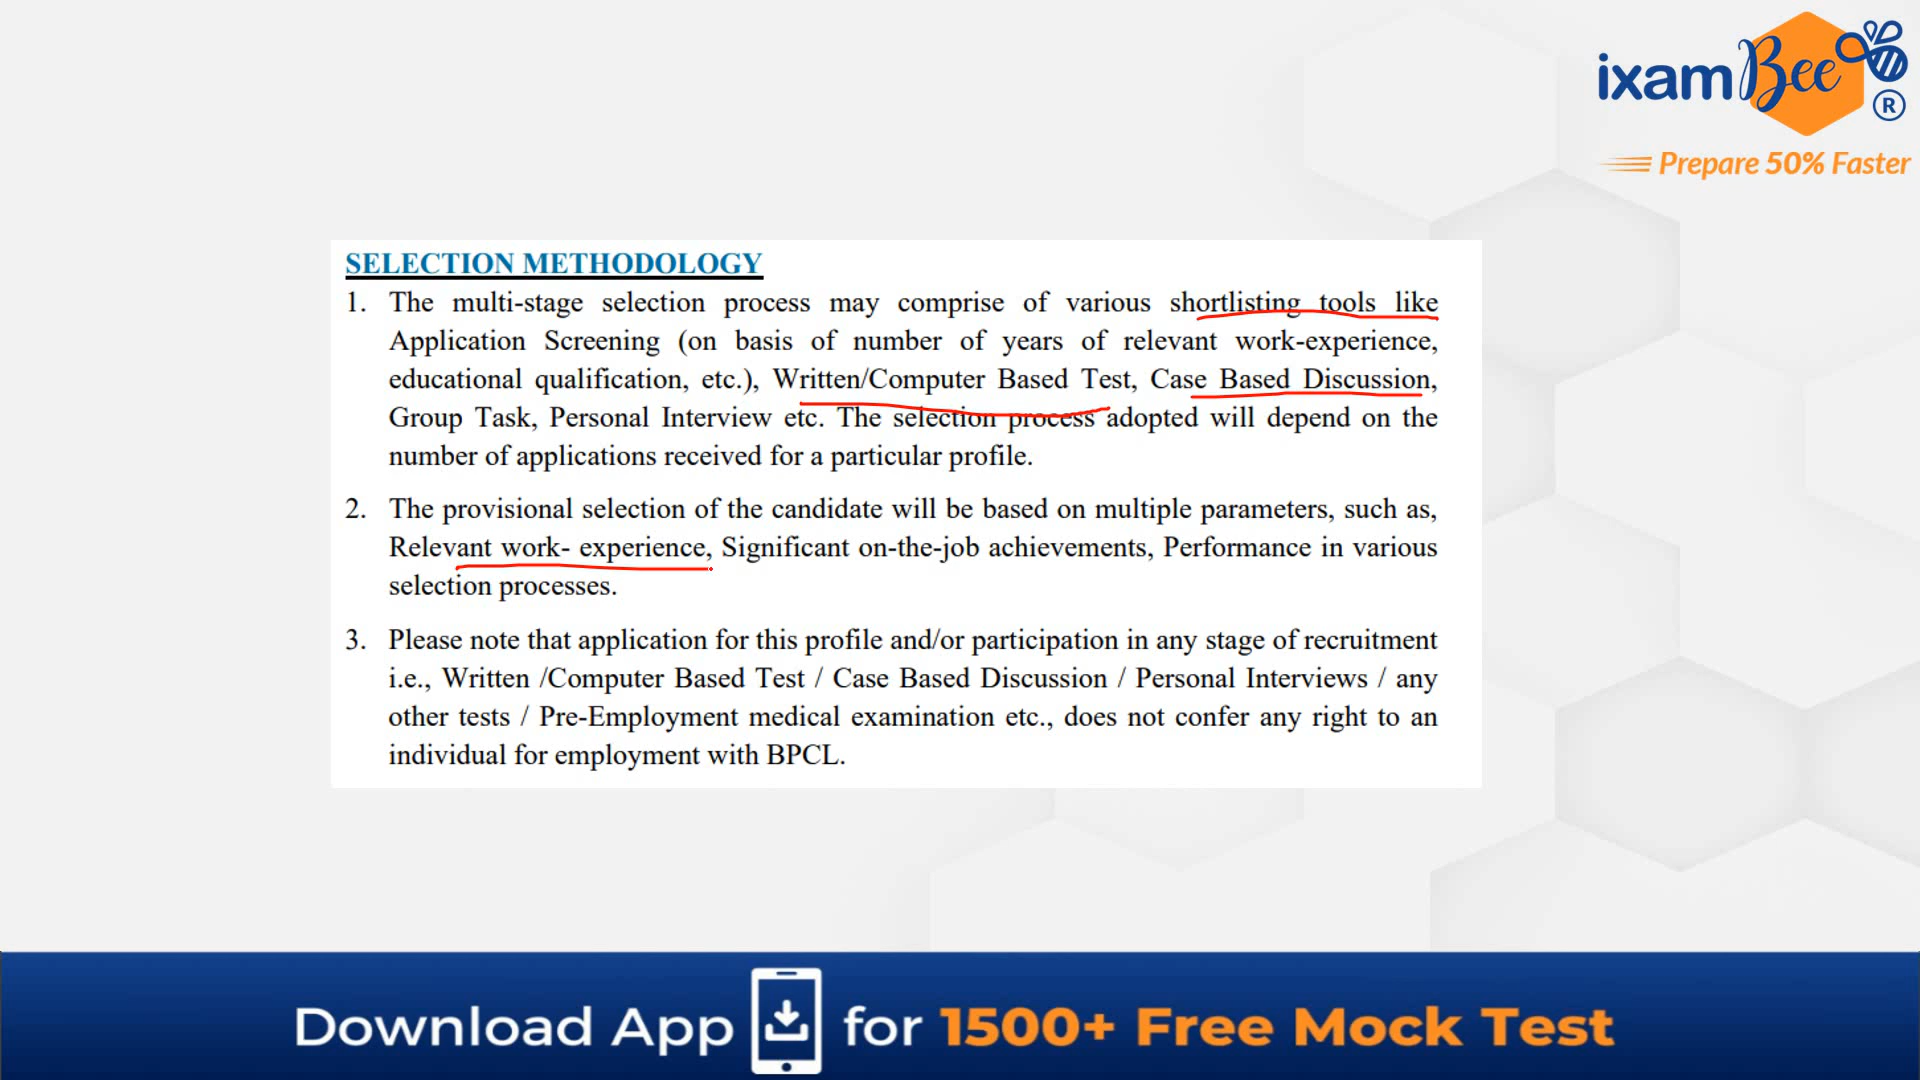 ixamBee
®
Prepare 50% Faster
SELECTION METHODOLOGY
1. The multi-stage selection process may comprise of various shortlisting tools like
Application Screening (on basis of number of years of relevant work-experience,
educational qualification, etc.), Written/Computer Based Test, Case Based Discussion,
Group Task, Personal Interview etc. The selection process adopted will depend on the
number of applications received for a particular profile.
2. The provisional selection of the candidate will be based on multiple parameters, such as,
Relevant work- experience, Significant on-the-job achievements, Performance in various
selection processes.
3. Please note that application for this profile and/or participation in any stage of recruitment
i.e., Written /Computer Based Test / Case Based Discussion / Personal Interviews / any
other tests / Pre-Employment medical examination etc., does not confer any right to an
individual for employment with BPCL.
Download App for 1500+ Free Mock Test